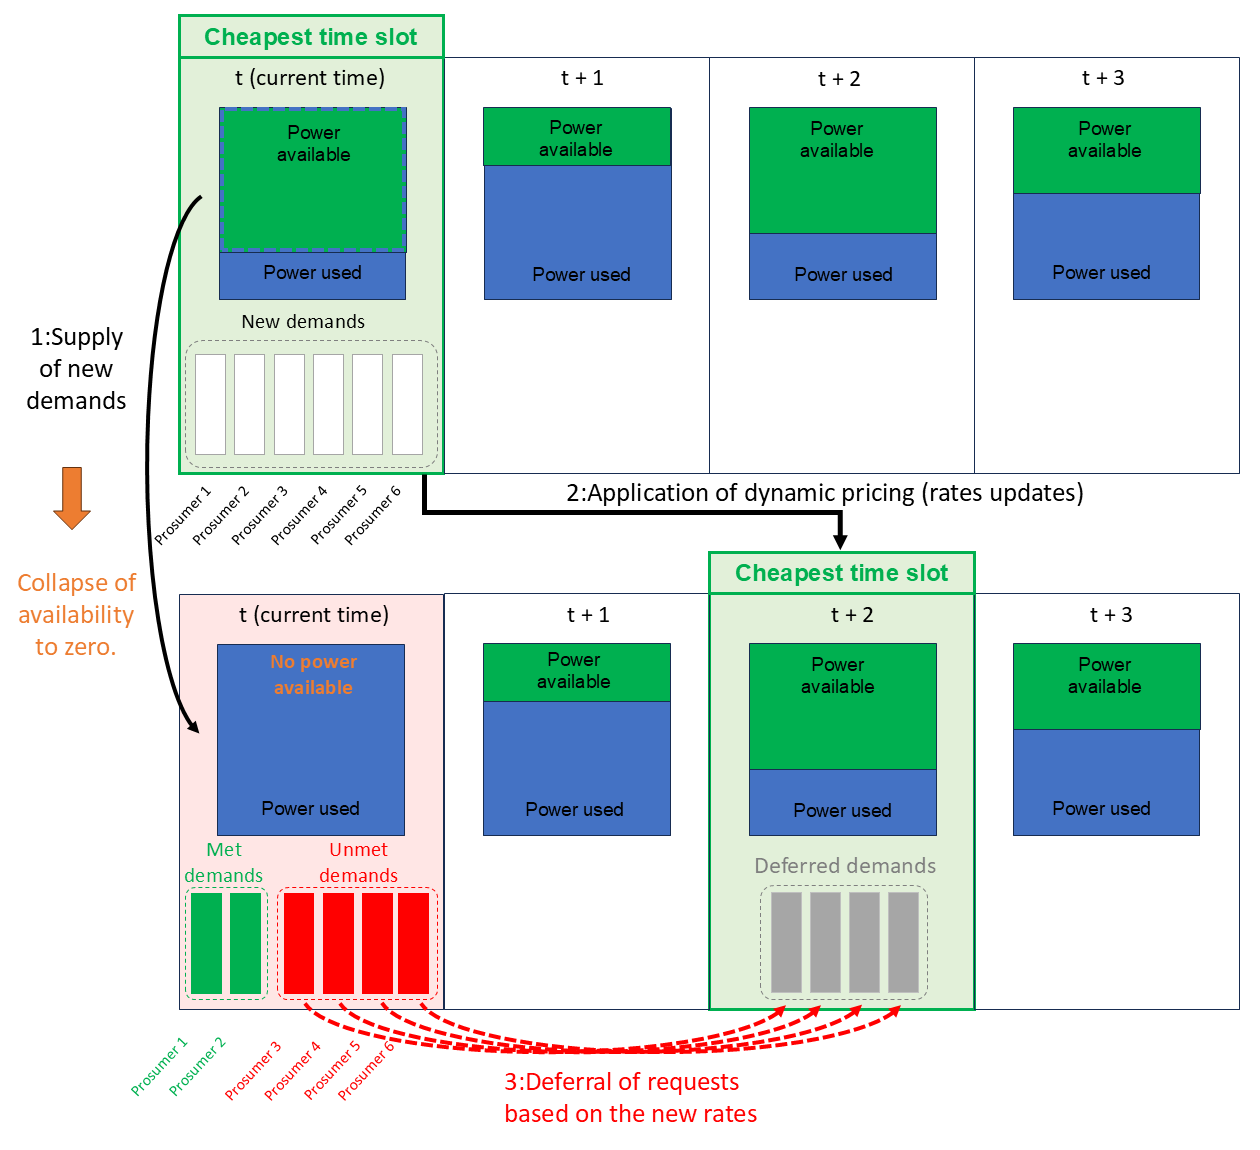 Cheapest time slot
t (current time)
t + 1
t + 2
t + 3
Power
available
Power used
Power
available
Power used
Power
available
Power used
Power
available
Power used
New demands
1:Supply
of new
demands
Prosumer 1
Prosumer 2
Prosumer 3
Prosumer 4
Prosumer 5
Prosumer 6
2:Application of dynamic pricing (rates updates)
Collapse of
availability
to zero.
Cheapest time slot
t (current time)
t + 1
t + 2
t + 3
No power
available
Power used
Power
available
Power used
Power
available
Power used
Power
available
Power used
Met
demands
Unmet
demands
Deferred demands
Prosumer 1
Prosumer 2
Prosumer 3
Prosumer 4
Prosumer 5
Prosumer 6
3:Deferral of requests
based on the new rates